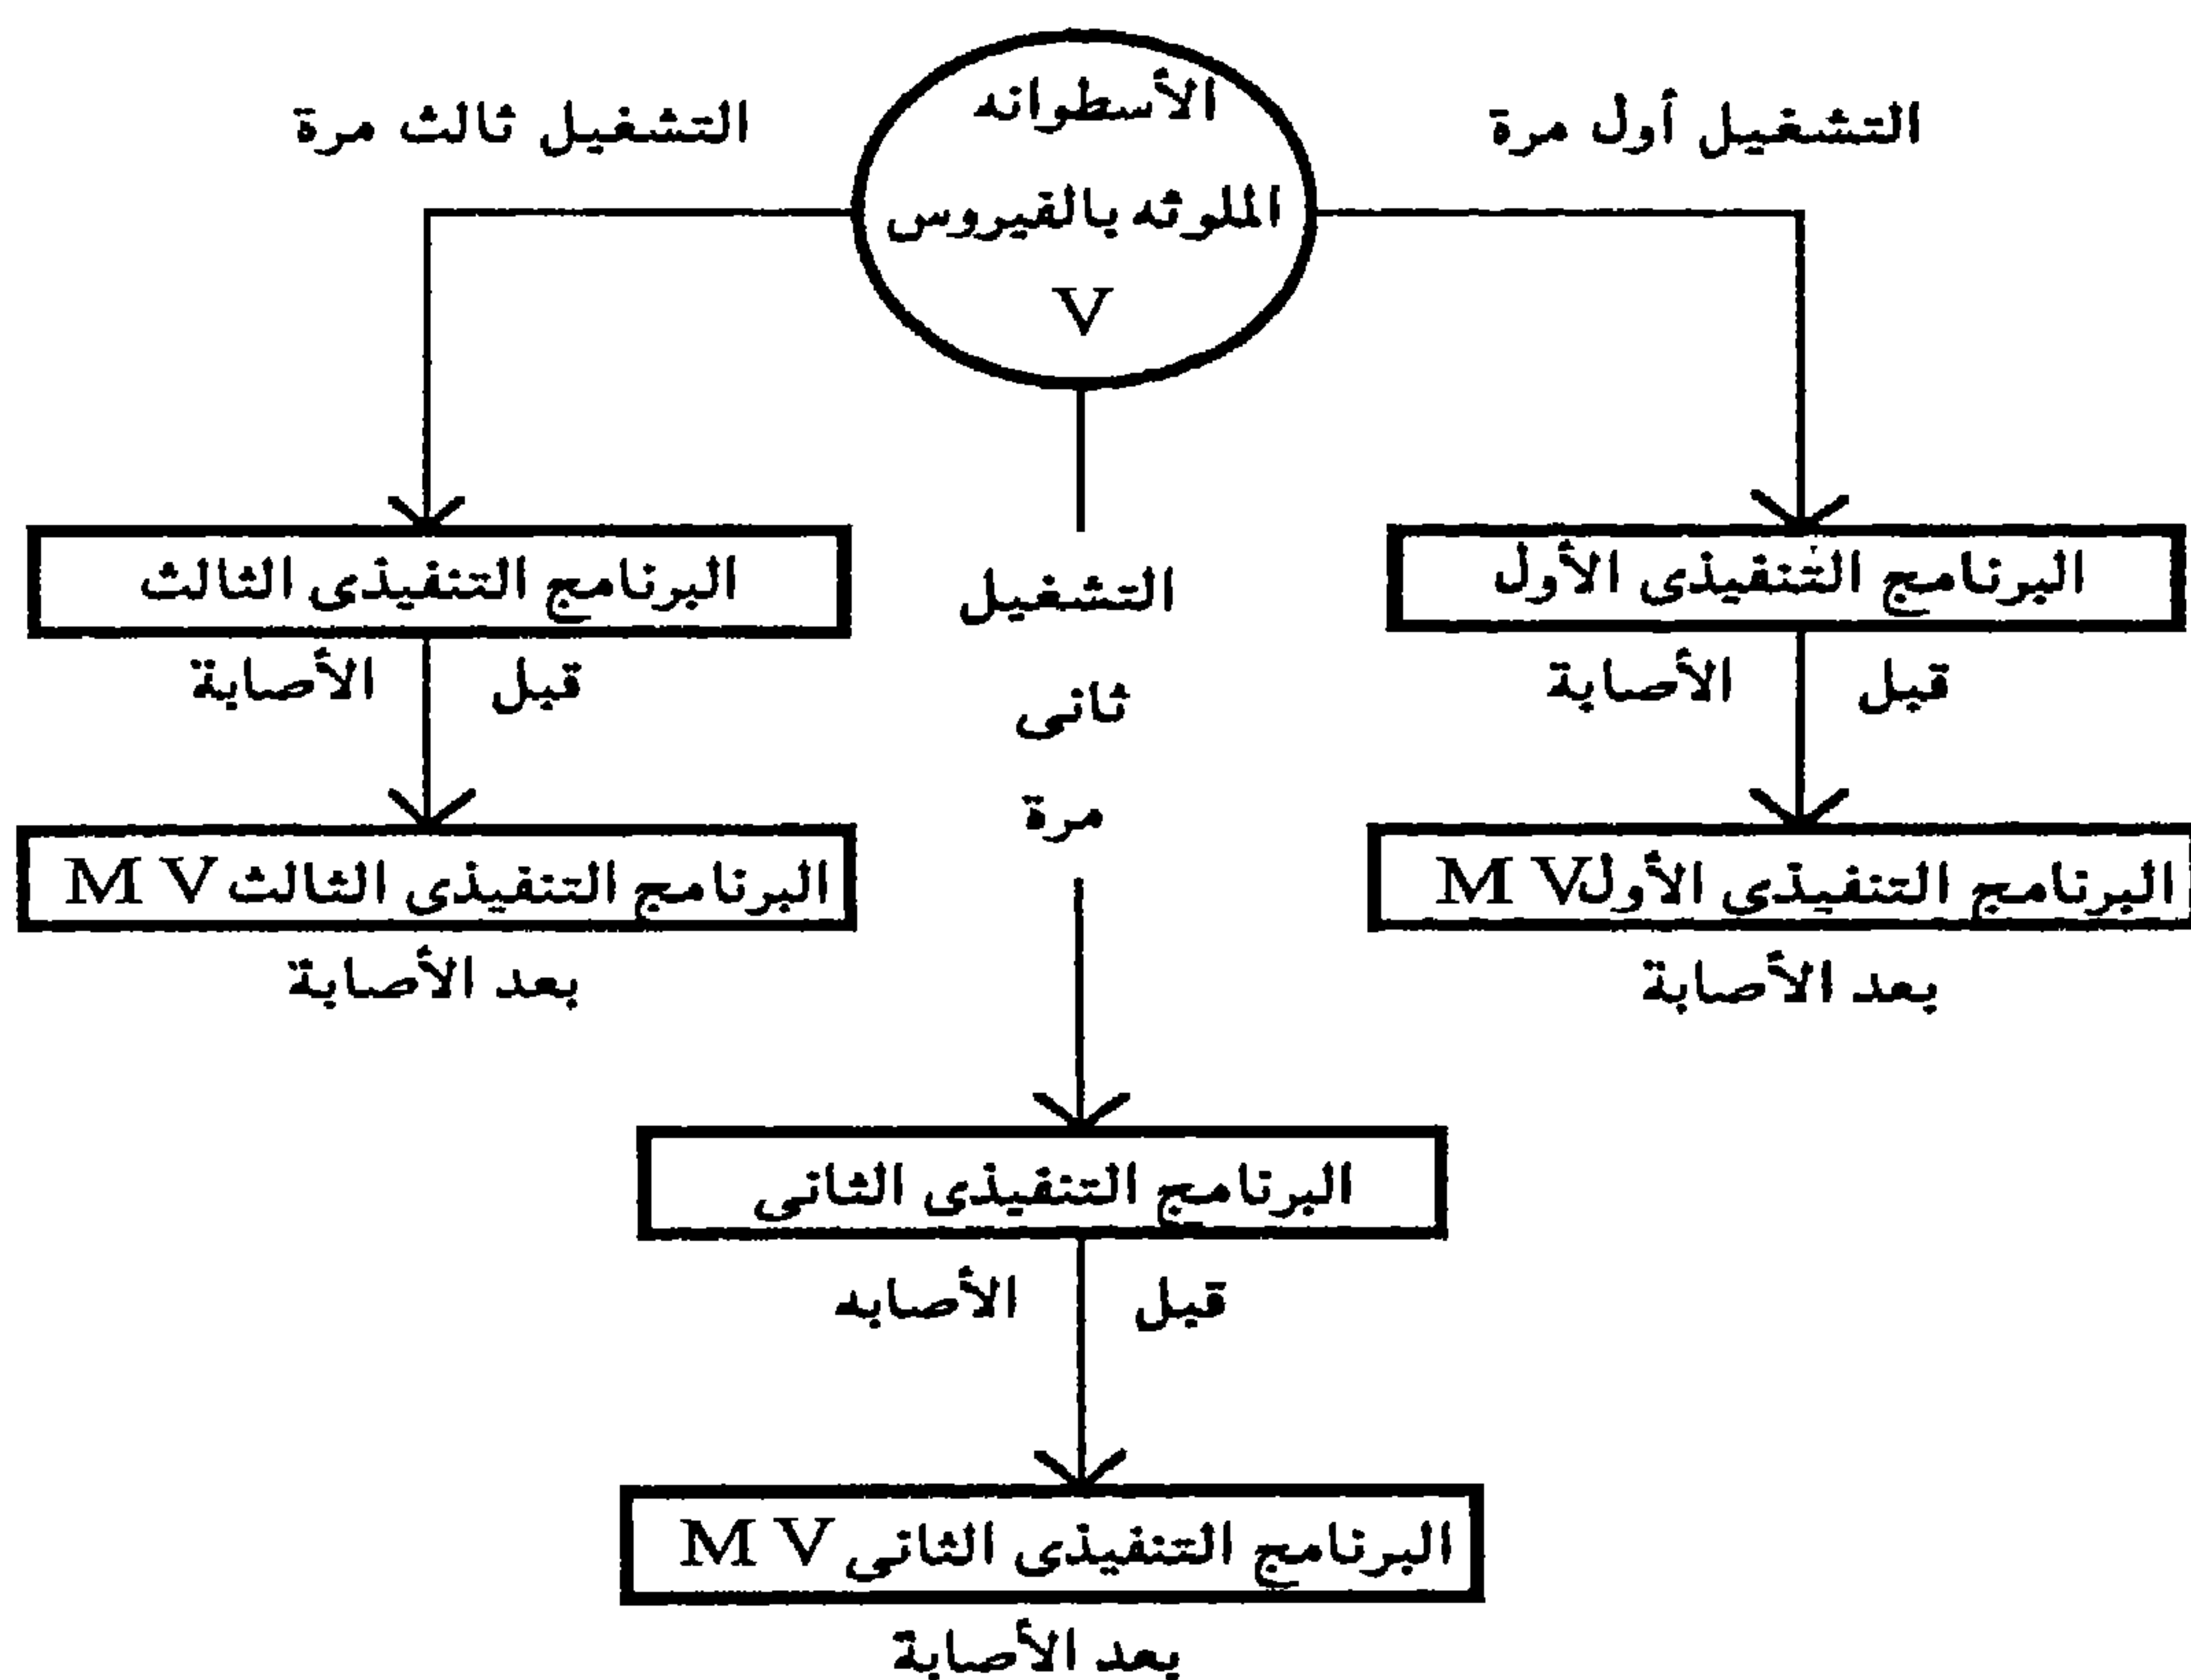 الأسطوانه
الملوثه بالفيروس
V
التشغيل أول مرة
البرنامج التنفيذى الأول
قبل الأصابة
البرنامج التنفيذى الأول M V
بعد الأصابة
التشغيل
ثانى
مرة
البرنامج التنفيذى الثانى
قبل الأصابه
البرنامج التنفيذى الثانى M V
بعد الأصابة
التشغيل ثالث مرة
البرنامج التنفيذى الثالث
قبل الأصابة
البرنامج التنفيذى الثالث M V
بعد الأصابة